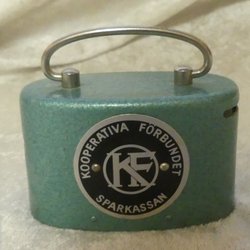 KOOPERATIVA FÖRBUNDET
KF
SPARKASSAN